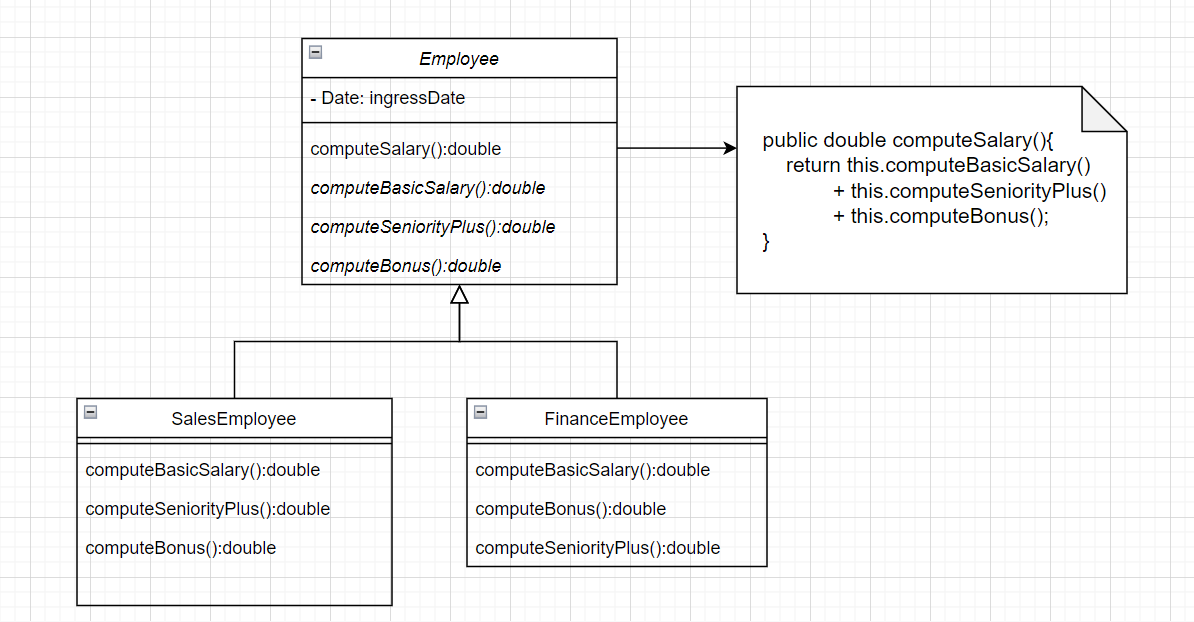 Employee
- Date: ingressDate
computeSalary():double
computeBasicSalary():double
computeSeniorityPlus():double
computeBonus():double
public double computeSalary(){
return this.computeBasicSalary()
+ this.computeSeniorityPlus()
+ this.computeBonus();
}
SalesEmployee
computeBasicSalary():double
computeSeniorityPlus():double
computeBonus():double
FinanceEmployee
computeBasicSalary():double
computeBonus():double
computeSeniorityPlus():double